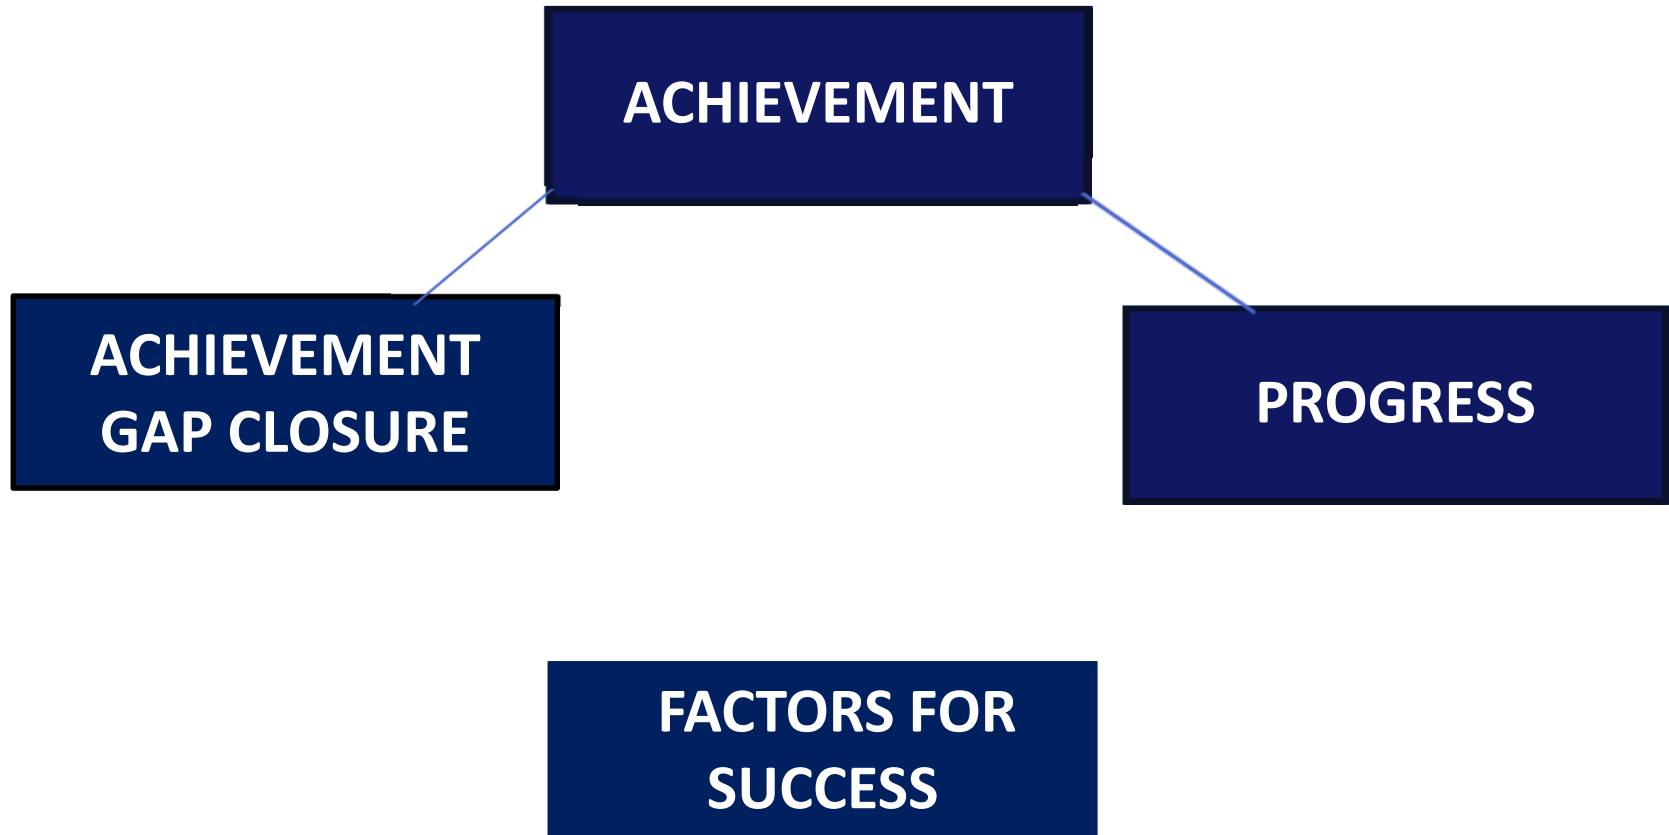 ACHIEVEMENT
ACHIEVEMENT
GAP CLOSURE
PROGRESS
FACTORS FOR
SUCCESS